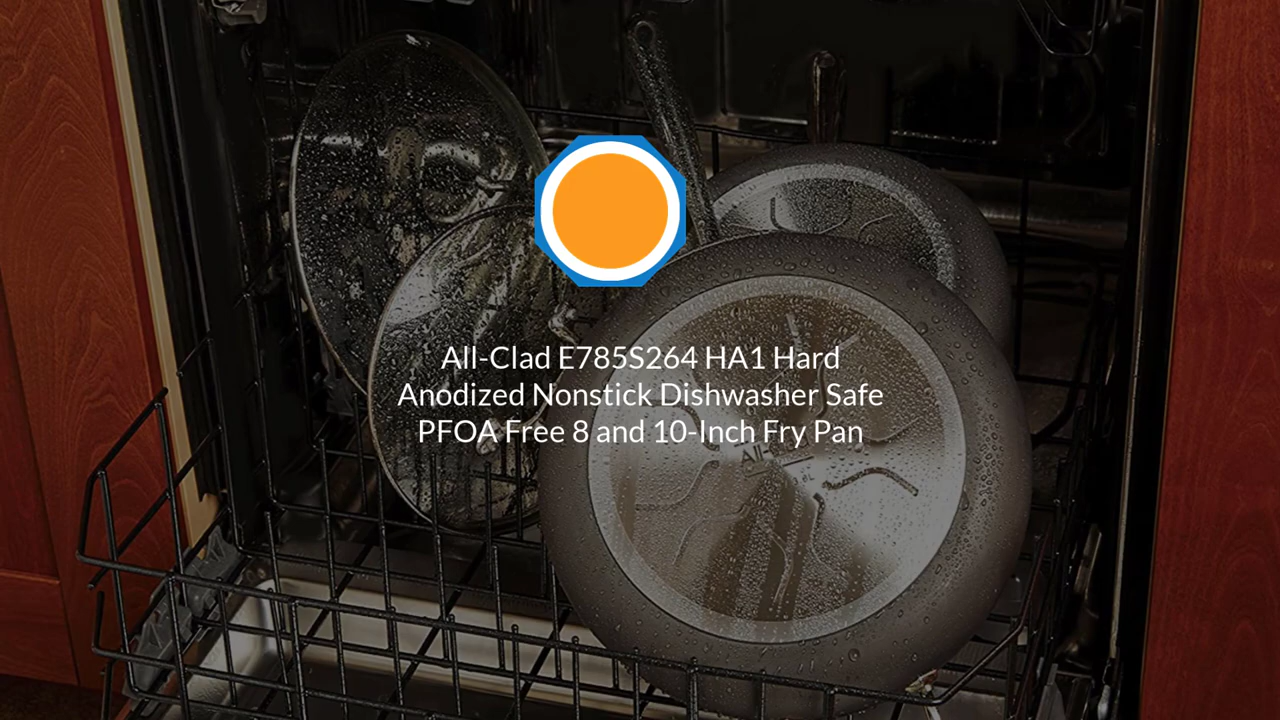 All-Clad E785S264 HA1 Hard
Anodized Nonstick Dishwasher Safe
PFOA Free 8 and 10-Inch Fry Pan